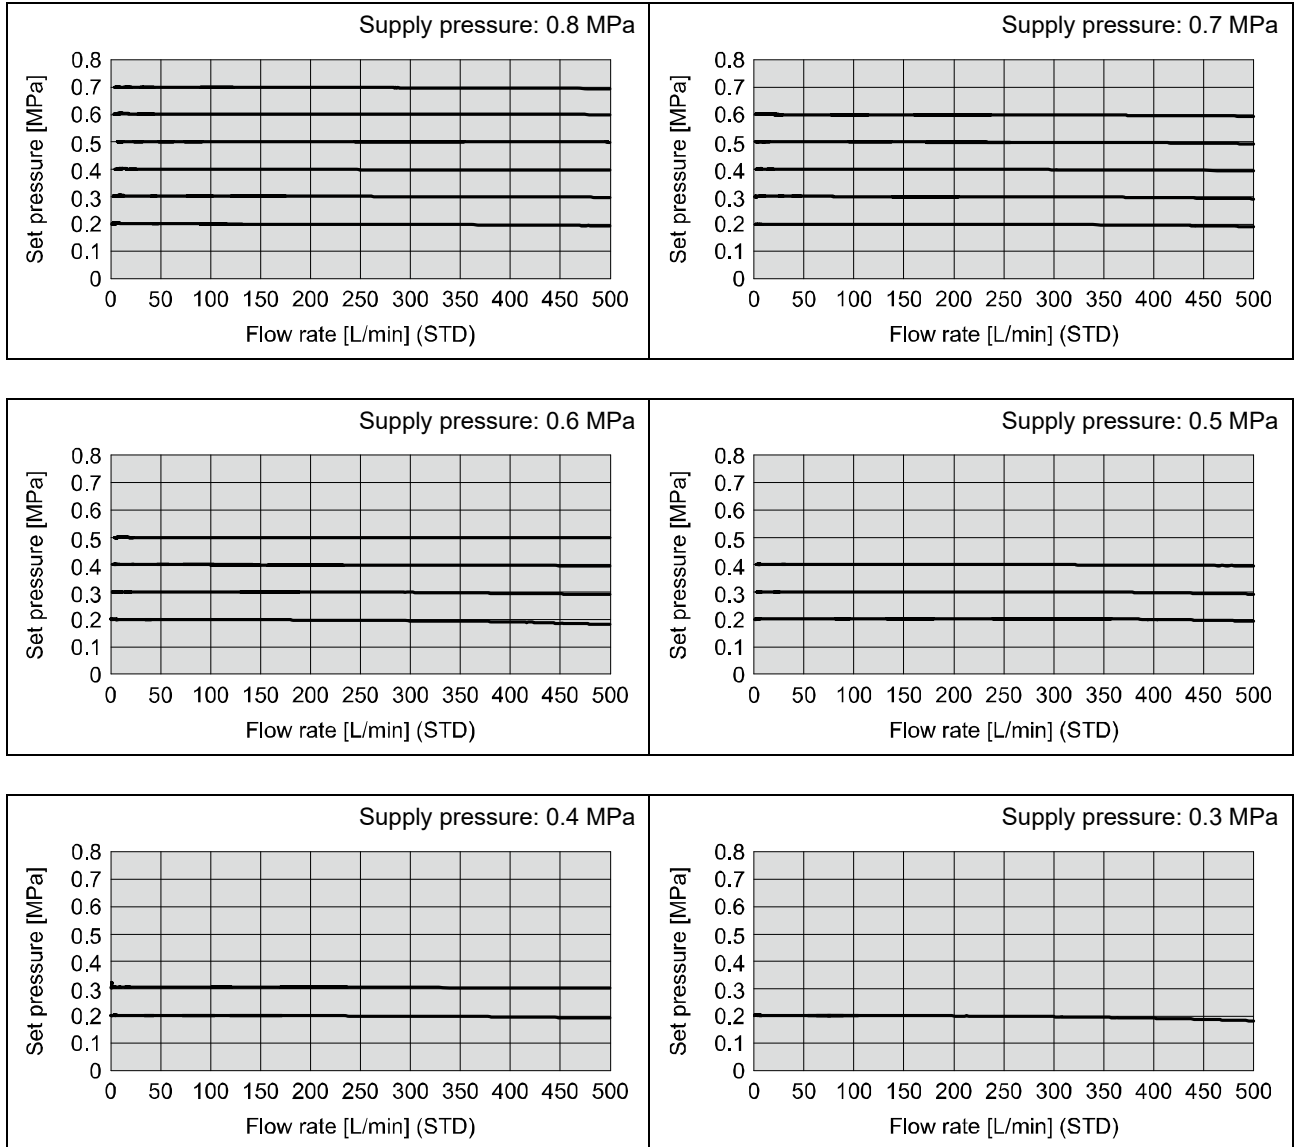 Supply pressure: 0.8 MPa
Set pressure [MPa]
0.8
0.7
0.6
0.5
0.4
0.3
0.2
0.1
0
0 50 100 150 200 250 300 350 400 450 500
Flow rate [L/min] (STD)
Supply pressure: 0.7 MPa
Set pressure [MPa]
0.8
0.7
0.6
0.5
0.4
0.3
0.2
0.1
0
0 50 100 150 200 250 300 350 400 450 500
Flow rate [L/min] (STD)
Supply pressure: 0.6 MPa
Set pressure [MPa]
0.8
0.7
0.6
0.5
0.4
0.3
0.2
0.1
0
0 50 100 150 200 250 300 350 400 450 500
Flow rate [L/min] (STD)
Supply pressure: 0.5 MPa
Set pressure [MPa]
0.8
0.7
0.6
0.5
0.4
0.3
0.2
0.1
0
0 50 100 150 200 250 300 350 400 450 500
Flow rate [L/min] (STD)
Supply pressure: 0.4 MPa
Set pressure [MPa]
0.8
0.7
0.6
0.5
0.4
0.3
0.2
0.1
0
0 50 100 150 200 250 300 350 400 450 500
Flow rate [L/min] (STD)
Supply pressure: 0.3 MPa
Set pressure [MPa]
0.8
0.7
0.6
0.5
0.4
0.3
0.2
0.1
0
0 50 100 150 200 250 300 350 400 450 500
Flow rate [L/min] (STD)